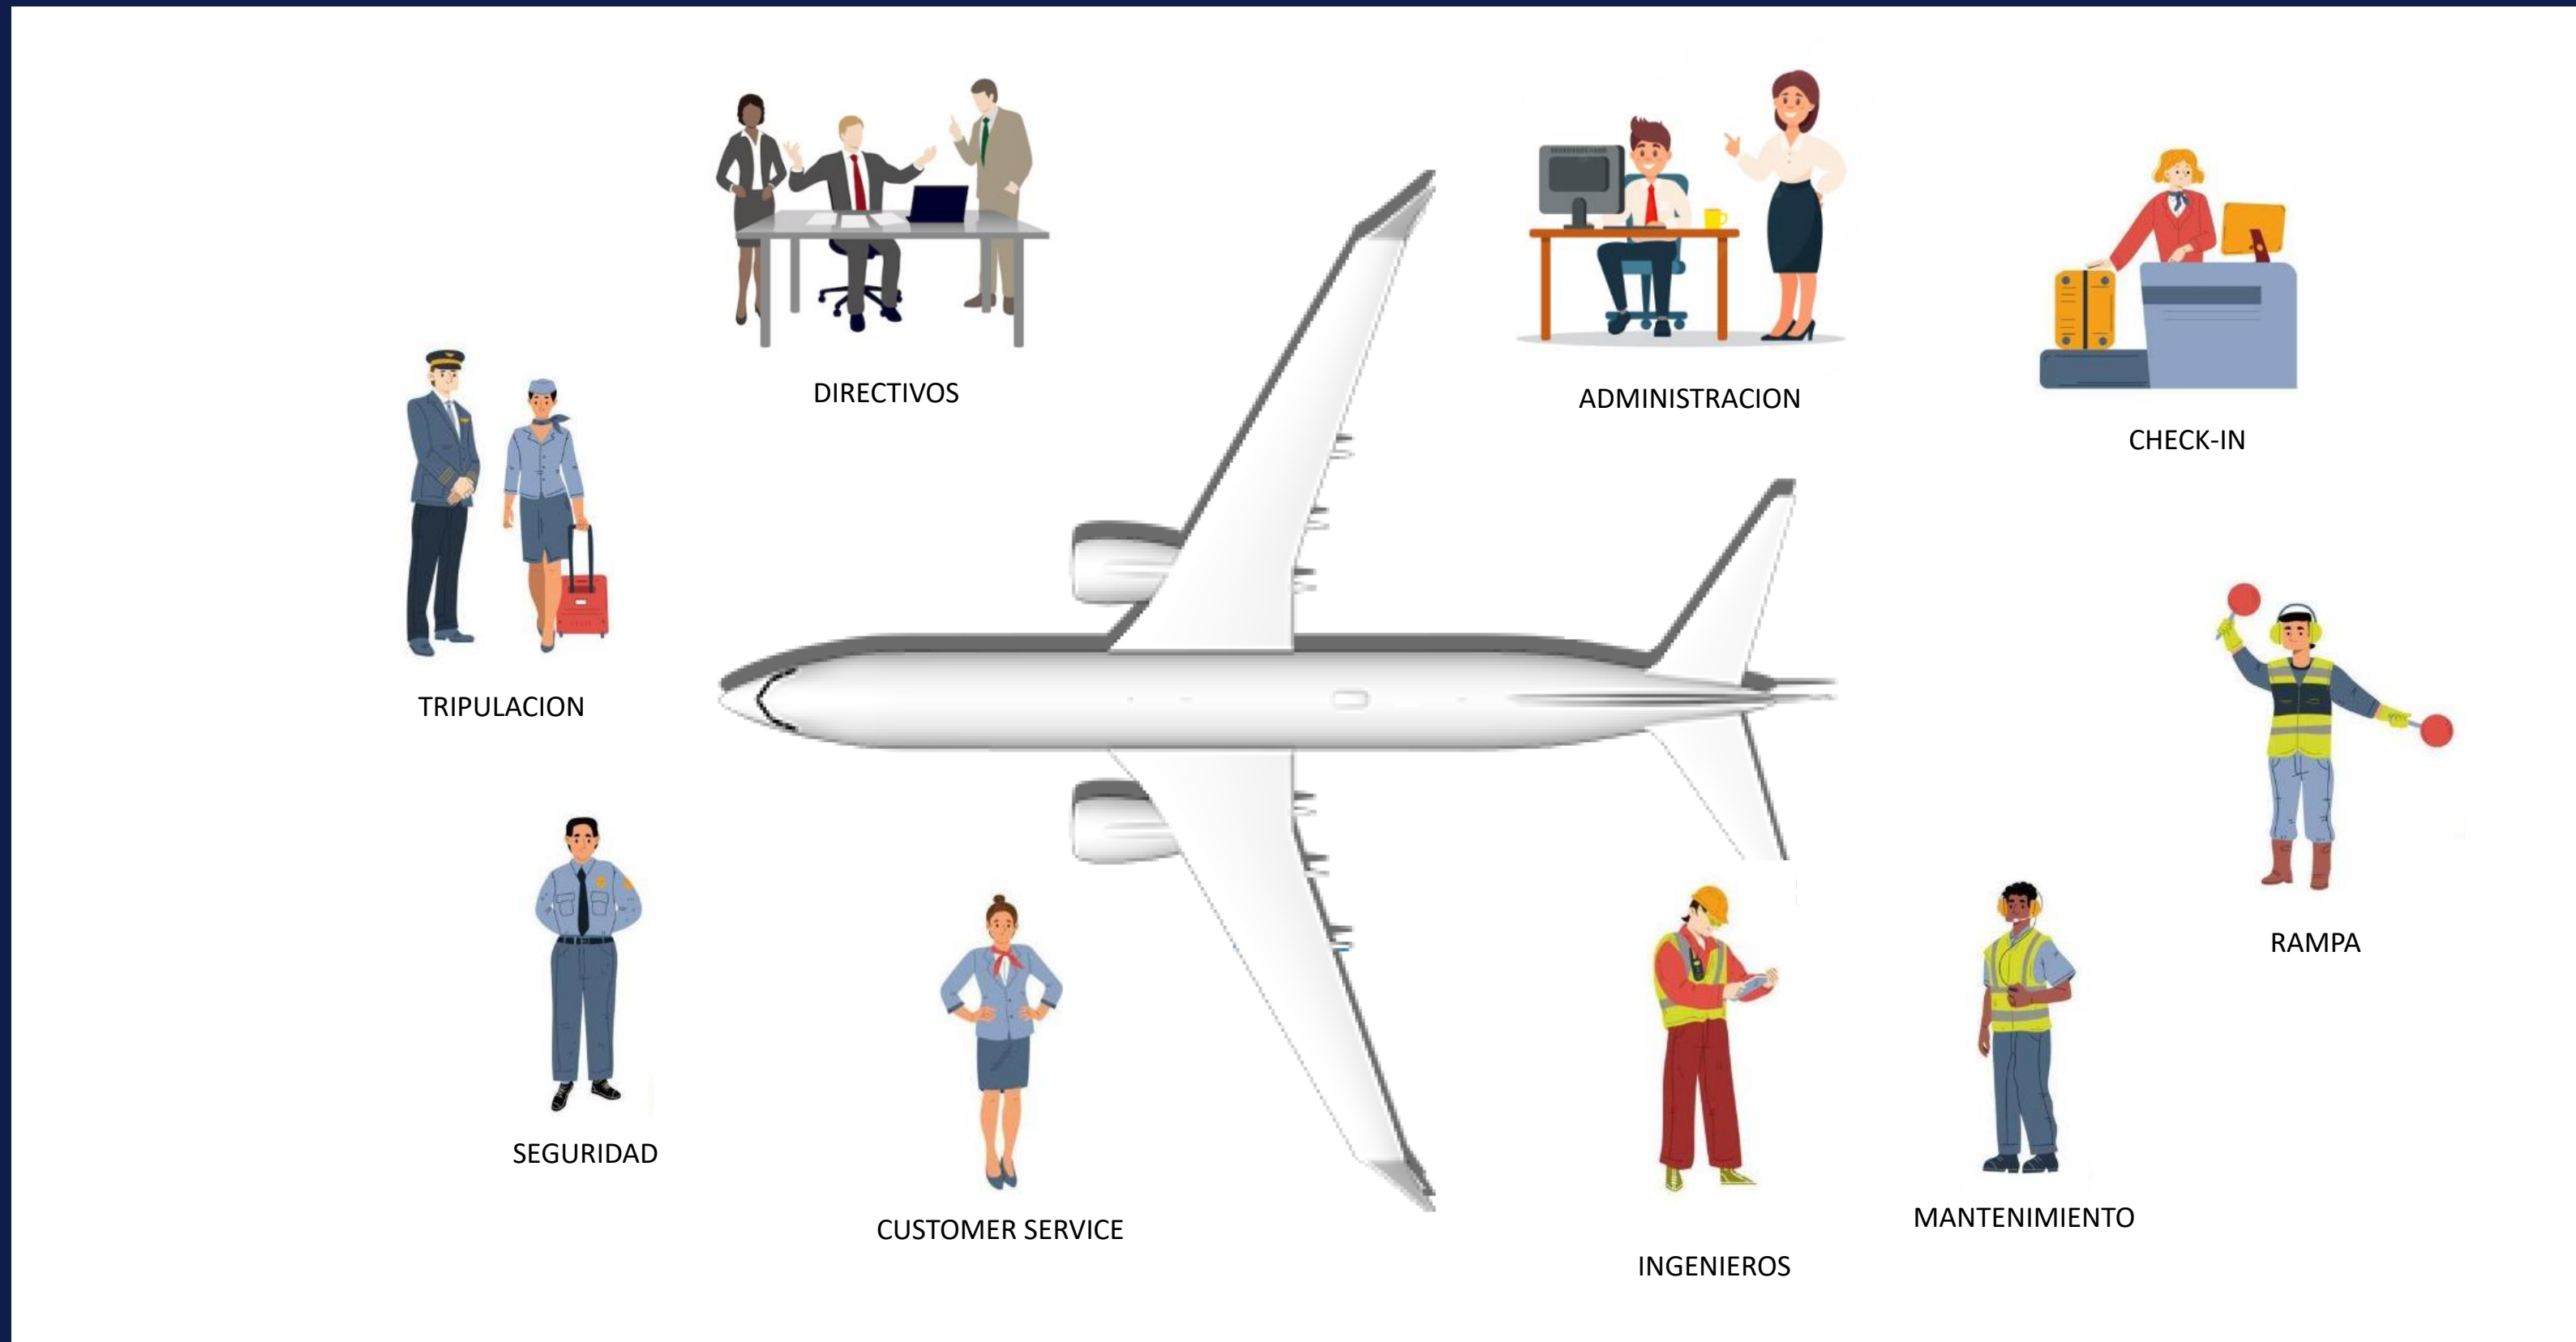 DIRECTIVOS
ADMINISTRACION
CHECK-IN
TRIPULACION
RAMPA
SEGURIDAD
CUSTOMER SERVICE
MANTENIMIENTO
INGENIEROS